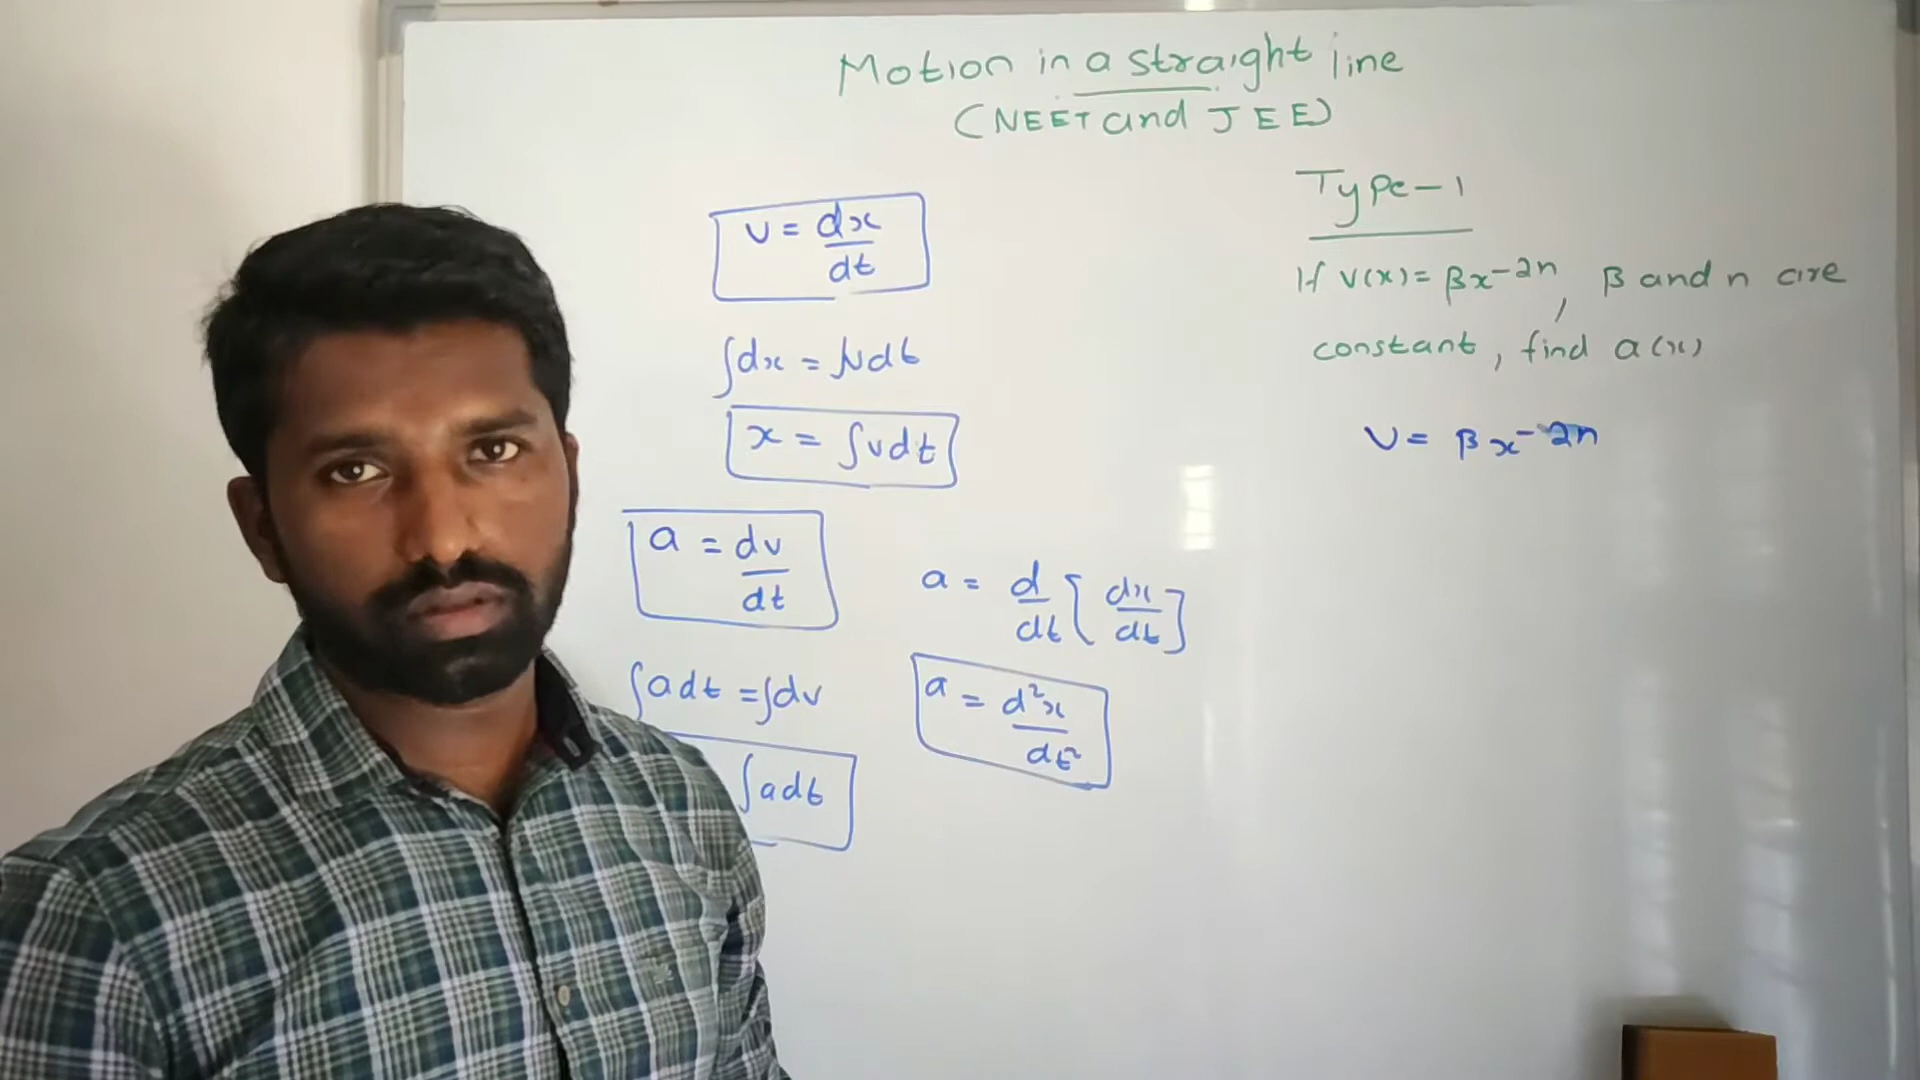 Motion in a straight line
(NEET and JEE)
v = dx/dt
∫dx = ∫vdt
x = ∫vdt
a = dv/dt
∫adt = ∫dv
∫adt
a = d/dt [dx/dt]
a = d²x/dt²
Type-1
If v(x) = βx⁻²ⁿ, β and n are
constant, find a(x)
v = βx⁻²ⁿ